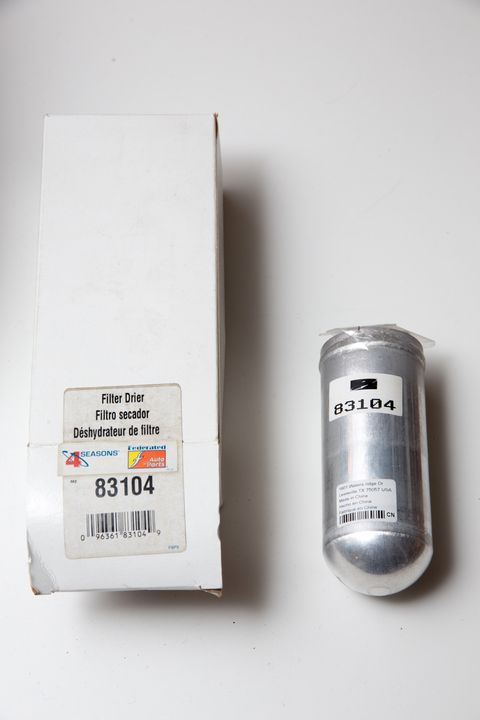 Filter Drier
Filtro secador
Déshydrateur de filtre
4 SEASONS
Federated
f Auto Parts
83104
0 96361 83104 9
83104
Lewisville TX 75057 USA
Made in China
Hecho en China
Fabriqué en Chine
CN